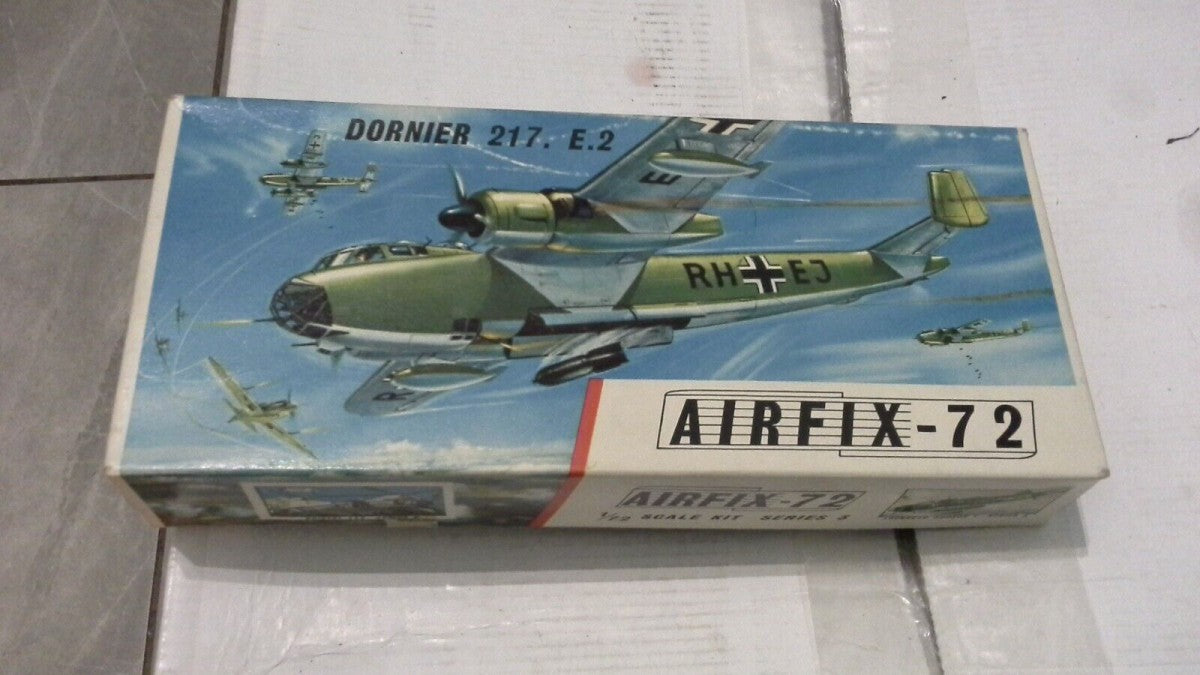 DORNIER 217. E.2
E
RH EJ
R
AIRFIX-72
AIRFIX-72
1/72 SCALE KIT SERIES 3